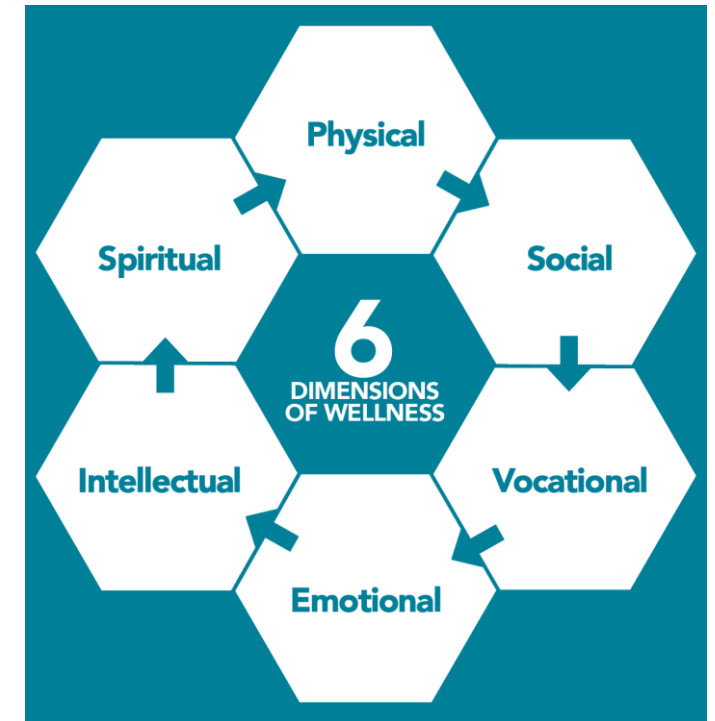 Physical
Social
Vocational
Emotional
Intellectual
Spiritual
6
DIMENSIONS
OF WELLNESS